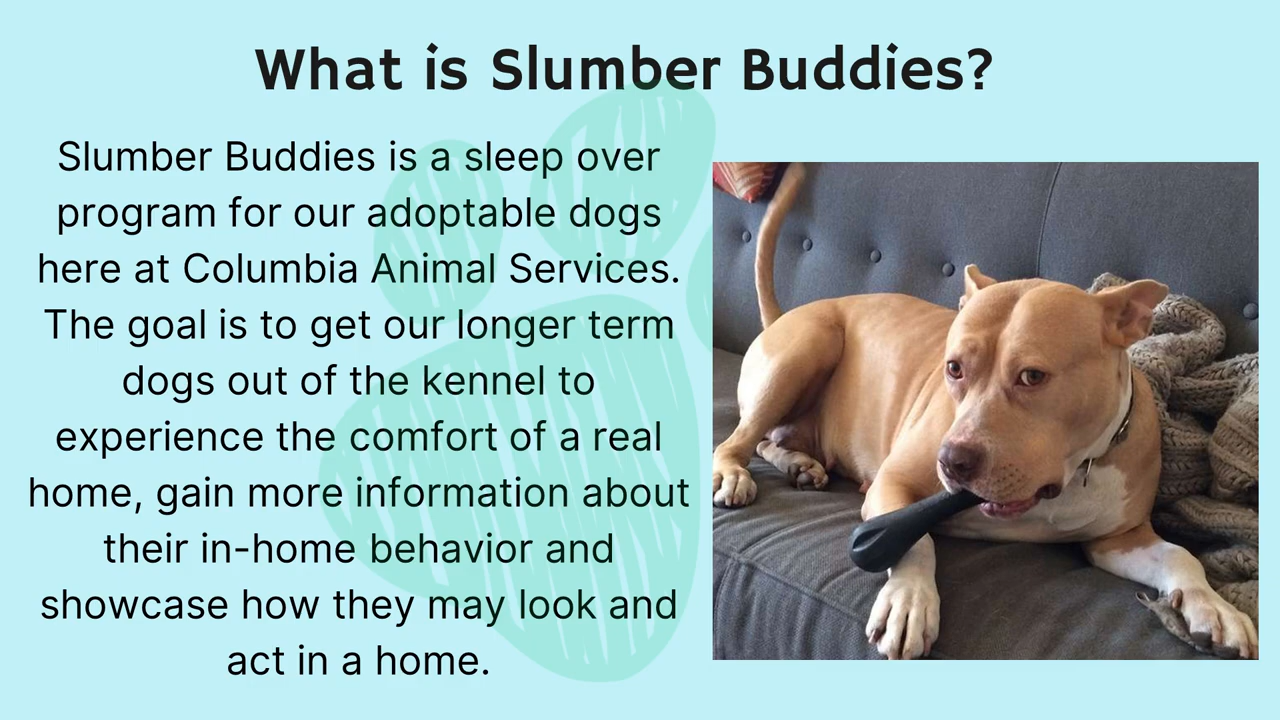 What is Slumber Buddies?
Slumber Buddies is a sleep over
program for our adoptable dogs
here at Columbia Animal Services.
The goal is to get our longer term
dogs out of the kennel to
experience the comfort of a real
home, gain more information about
their in-home behavior and
showcase how they may look and
act in a home.